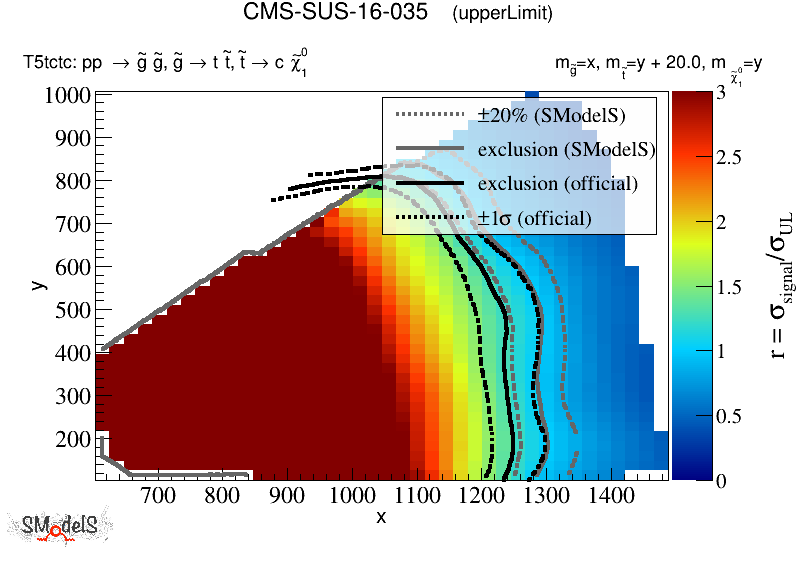 CMS-SUS-16-035 (upperLimit)
T5tctc: pp → g̃ g̃, g̃ → t t̃, t̃ → c χ̃₁⁰
m_g̃=x, m_t̃=y + 20.0, m_χ̃₁⁰=y
±20% (SModelS)
exclusion (SModelS)
exclusion (official)
±1σ (official)
1000
900
800
700
600
500
400
300
200
y
700 800 900 1000 1100 1200 1300 1400
x
3
2.5
2
1.5
1
0.5
0
r = σ_signal/σ_UL
SModelS